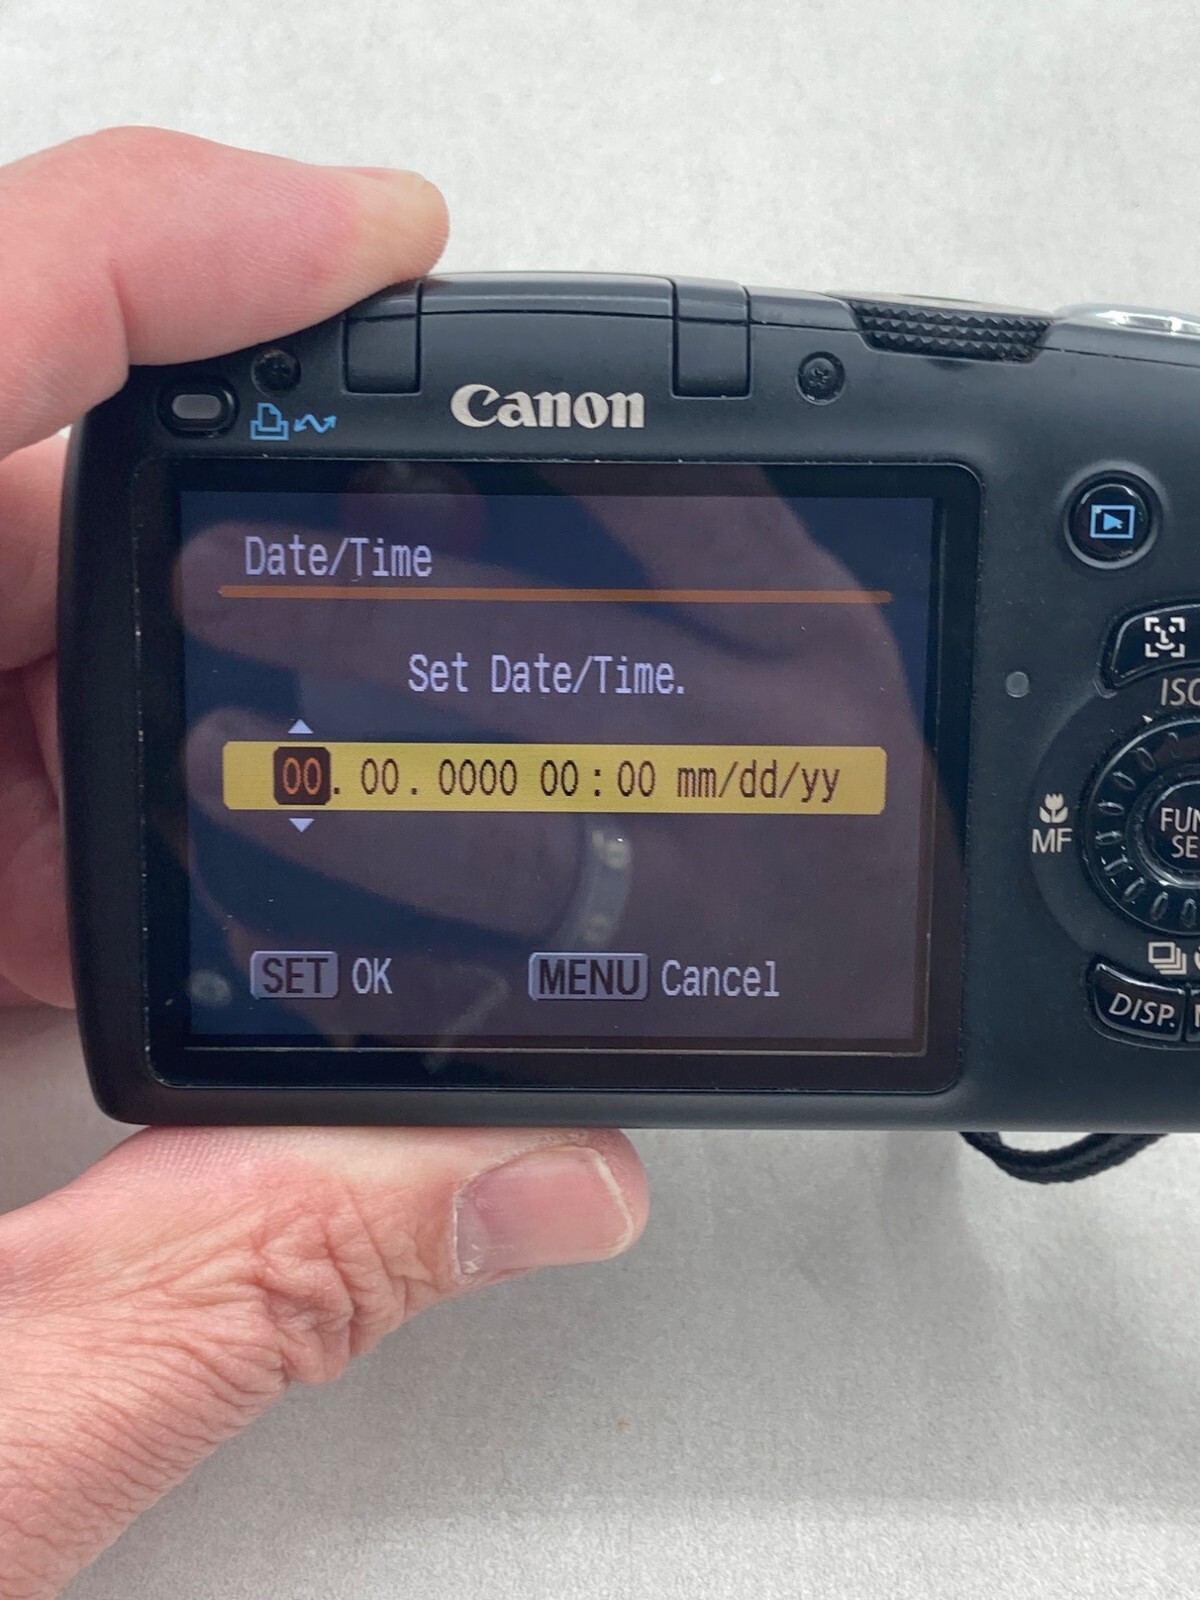 Canon
Date/Time
Set Date/Time.
00. 00. 0000 00:00 mm/dd/yy
SET OK
MENU Cancel
MF
DISP.